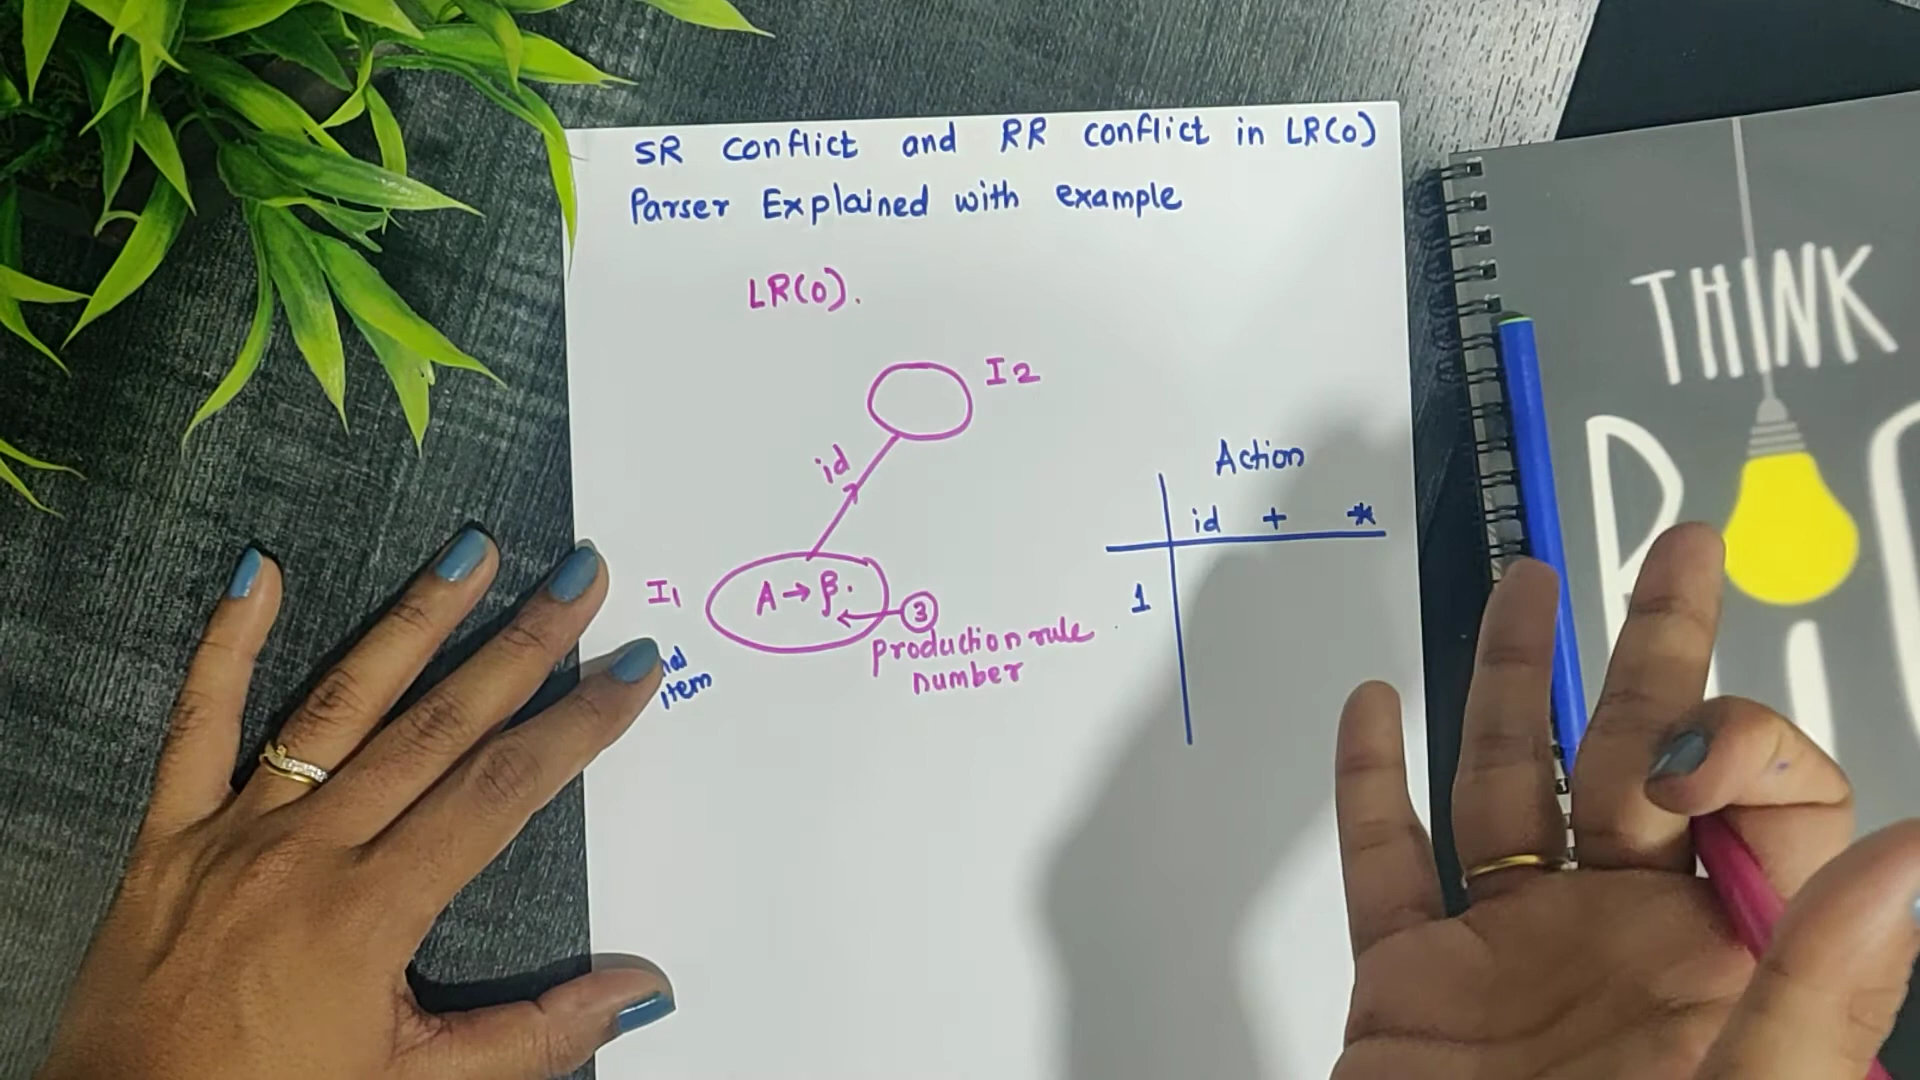 SR conflict and RR conflict in LR(0)
Parser Explained with example
LR(0).
I2
id
Action
id + *
I1
A→β.
3
1
production rule
number
item
THINK